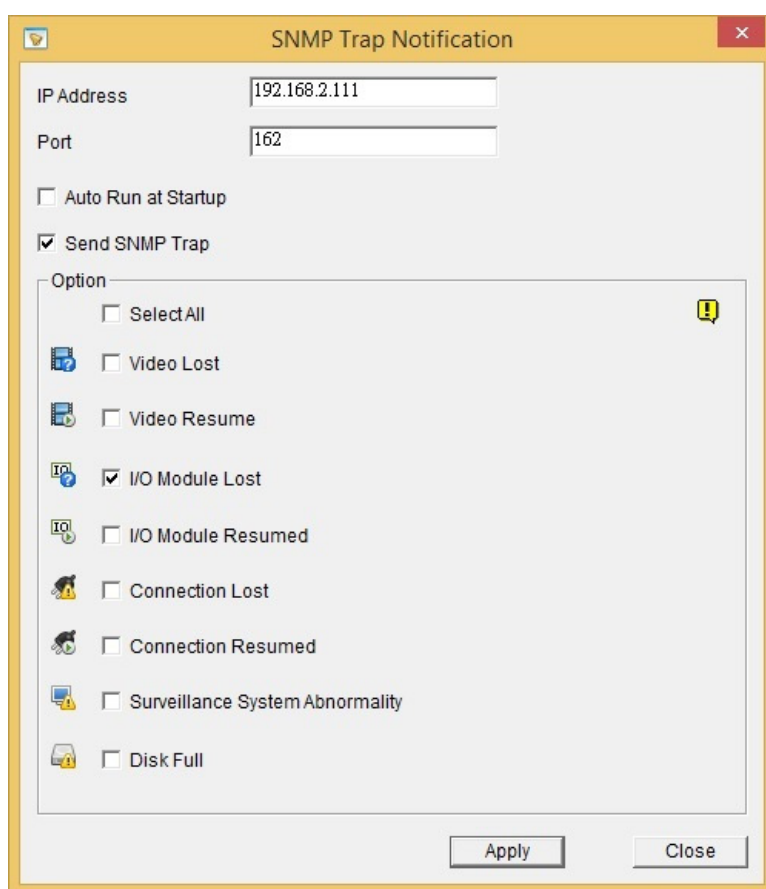 SNMP Trap Notification
IP Address 192.168.2.111
Port 162
Auto Run at Startup
Send SNMP Trap
Option
Select All
Video Lost
Video Resume
I/O Module Lost
I/O Module Resumed
Connection Lost
Connection Resumed
Surveillance System Abnormality
Disk Full
Apply Close